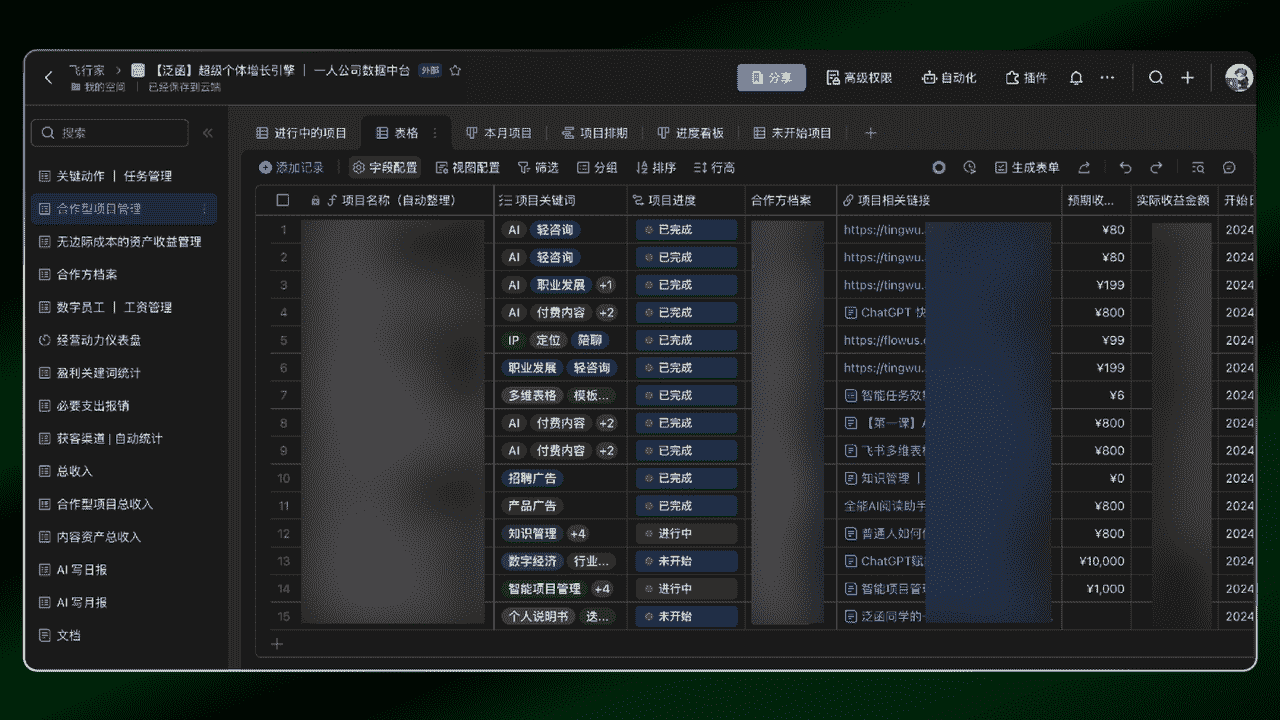 飞行家 > 【泛函】超级个体增长引擎 | 一人公司数据中台 外部
我的空间 | 已经保存到云端
分享 高级权限 自动化 插件
搜索
关键动作 | 任务管理
合作型项目管理
无边际成本的资产收益管理
合作方档案
数字员工 | 工资管理
经营动力仪表盘
盈利关建词统计
必要支出报销
获客渠道 | 自动统计
总收入
合作型项目总收入
内容资产总收入
AI 写日报
AI 写月报
文档
进行中的项目 表格 本月项目 项目排期 进度看板 未开始项目
添加记录 字段配置 视图配置 筛选 分组 排序 行高 生成表单
项目名称（自动整理） 项目关键词 项目进度 合作方档案 项目相关链接 预期收... 实际收益金额 开始日
1 AI 轻咨询 已完成 https://tingwu. ¥80 2024
2 AI 轻咨询 已完成 https://tingwu. ¥80 2024
3 AI 职业发展 +1 已完成 https://tingwu. ¥199 2024
4 AI 付费内容 +2 已完成 ChatGPT 快 ¥800 2024
5 IP 定位 陪聊 已完成 https://flowus. ¥99 2024
6 职业发展 轻咨询 已完成 https://tingwu. ¥199 2024
7 多维表格 模板... 已完成 智能任务效 ¥6 2024
8 AI 付费内容 +2 已完成 【第一课】 ¥800 2024
9 AI 付费内容 +2 已完成 飞书多维表格 ¥800 2024
10 招聘广告 已完成 知识管理 | ¥0 2024
11 产品广告 已完成 全能AI阅读助手 ¥800 2024
12 知识管理 +4 进行中 普通人如何 ¥800 2024
13 数字经济 行业... 未开始 ChatGPT赋 ¥10,000 2024
14 智能项目管理 +4 进行中 智能项目管 ¥1,000 2024
15 个人说明书 迭... 未开始 泛函同学的 2024